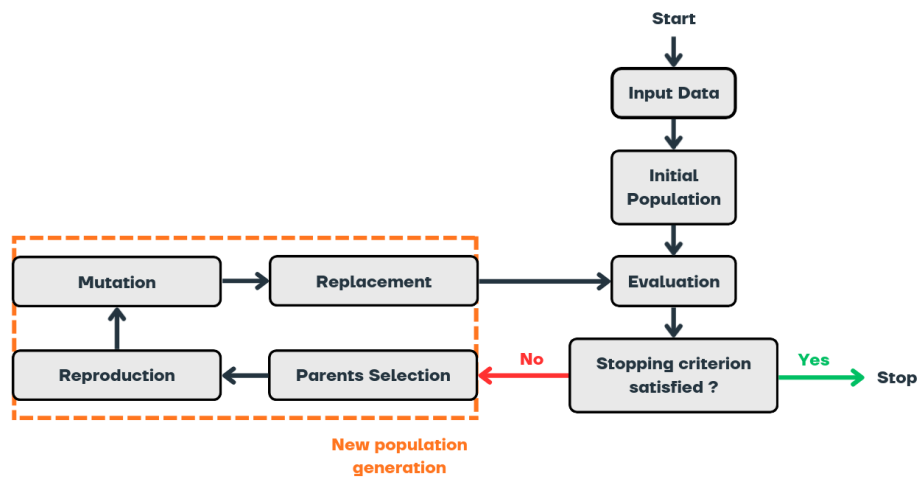 Start
Input Data
Initial
Population
Mutation
Replacement
Evaluation
Reproduction
Parents Selection
No
Stopping criterion
satisfied ?
Yes
Stop
New population
generation